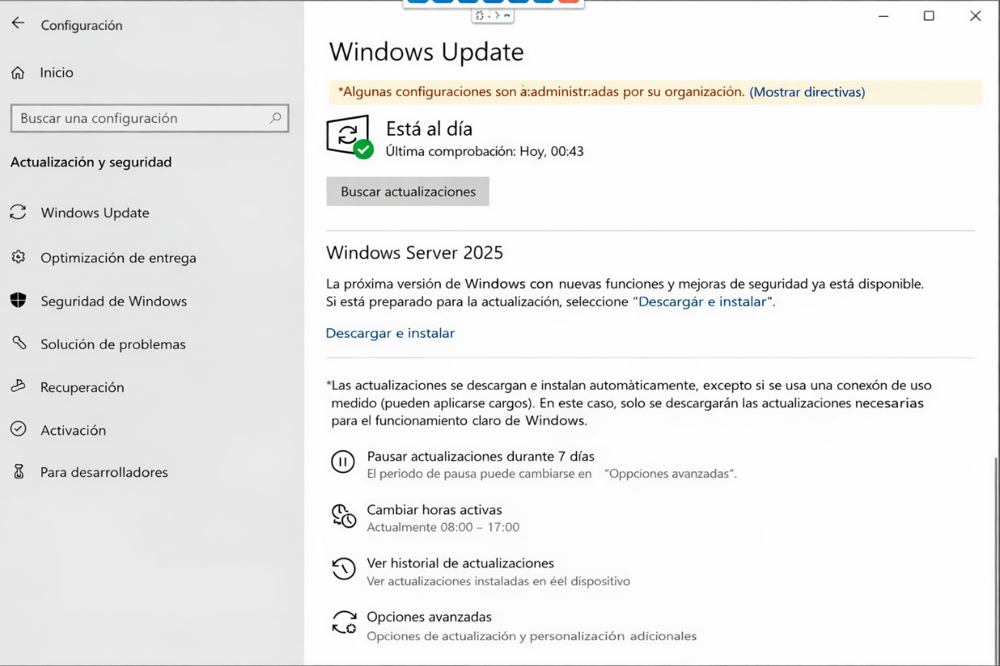 Configuración
Inicio
Buscar una configuración
Actualización y seguridad
Windows Update
Optimización de entrega
Seguridad de Windows
Solución de problemas
Recuperación
Activación
Para desarrolladores
Windows Update
*Algunas configuraciones son a:administr:adas por su organización. (Mostrar directivas)
Está al día
Última comprobación: Hoy, 00:43
Buscar actualizaciones
Windows Server 2025
La próxima versión de Windows con nuevas funciones y mejoras de seguridad ya está disponible.
Si está preparado para la actualización, seleccione “Descargár e instalar”.
Descargar e instalar
*Las actualizaciones se descargan e instalan automàticamente, excepto si se usa una conexón de uso
medido (pueden aplicarse cargos). En este caso, solo se descargarán las actualizaciones necesarias
para el funcionamiento claro de Windows.
Pausar actualizaciones durante 7 días
El periodo de pausa puede cambiarse en “Oppciones avanzadas”.
Cambiar horas activas
Actualmente 08:00 – 17:00
Ver historial de actualizaciones
Ver actualizaciones instaladas en éel dispositivo
Opciones avanzadas
Opciones de actualización y personalización adícionales